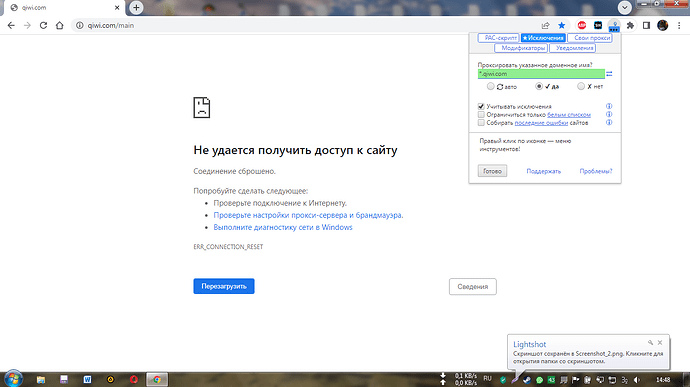 qiwi.com
qiwi.com/main
PAC-скрипт
★Исключения
Свои прокси
Модификаторы
Уведомления
Проксировать указанное доменное имя?
*.qiwi.com
авто
✓ да
✗ нет
Учитывать исключения
Ограничиться только белым списком
Собирать последние ошибки сайтов
Правый клик по иконке — меню
инструментов!
Готово
Поддержать
Проблемы?
Не удается получить доступ к сайту
Соединение сброшено.
Попробуйте сделать следующее:
• Проверьте подключение к Интернету.
• Проверьте настройки прокси-сервера и брандмауэра.
• Выполните диагностику сети в Windows
ERR_CONNECTION_RESET
Перезагрузить
Сведения
Lightshot
Скриншот сохранён в Screenshot_2.png. Кликните для
открытия папки со скриншотом.
0,1 KB/s
0,0 KB/s
RU
43
14:48